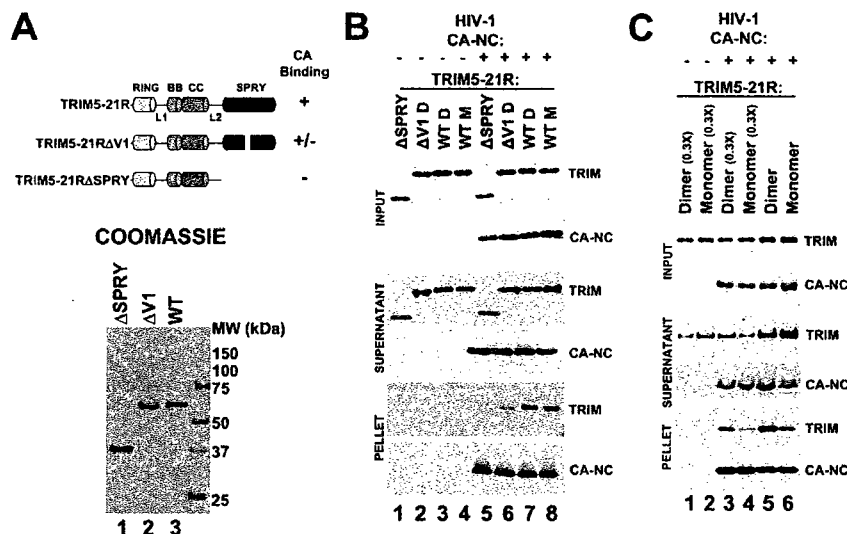 A
CA
Binding
RING BB CC SPRY
TRIM5-21R +
L1 L2
TRIM5-21RΔV1 +/-
TRIM5-21RΔSPRY -
COOMASSIE
ΔSPRY ΔV1 WT
MW (kDa)
150
100
75
50
37
25
1 2 3
B
HIV-1
CA-NC:
- - - - + + + +
TRIM5-21R:
ΔSPRY ΔV1 D WT D WT M ΔSPRY ΔV1 D WT D WT M
INPUT
TRIM
CA-NC
SUPERNATANT
TRIM
CA-NC
PELLET
TRIM
CA-NC
1 2 3 4 5 6 7 8
C
HIV-1
CA-NC:
- - + + + +
TRIM5-21R:
Dimer (0.3X) Monomer (0.3X) Dimer (0.3X) Monomer (0.3X) Dimer Monomer
INPUT
TRIM
CA-NC
SUPERNATANT
TRIM
CA-NC
PELLET
TRIM
CA-NC
1 2 3 4 5 6